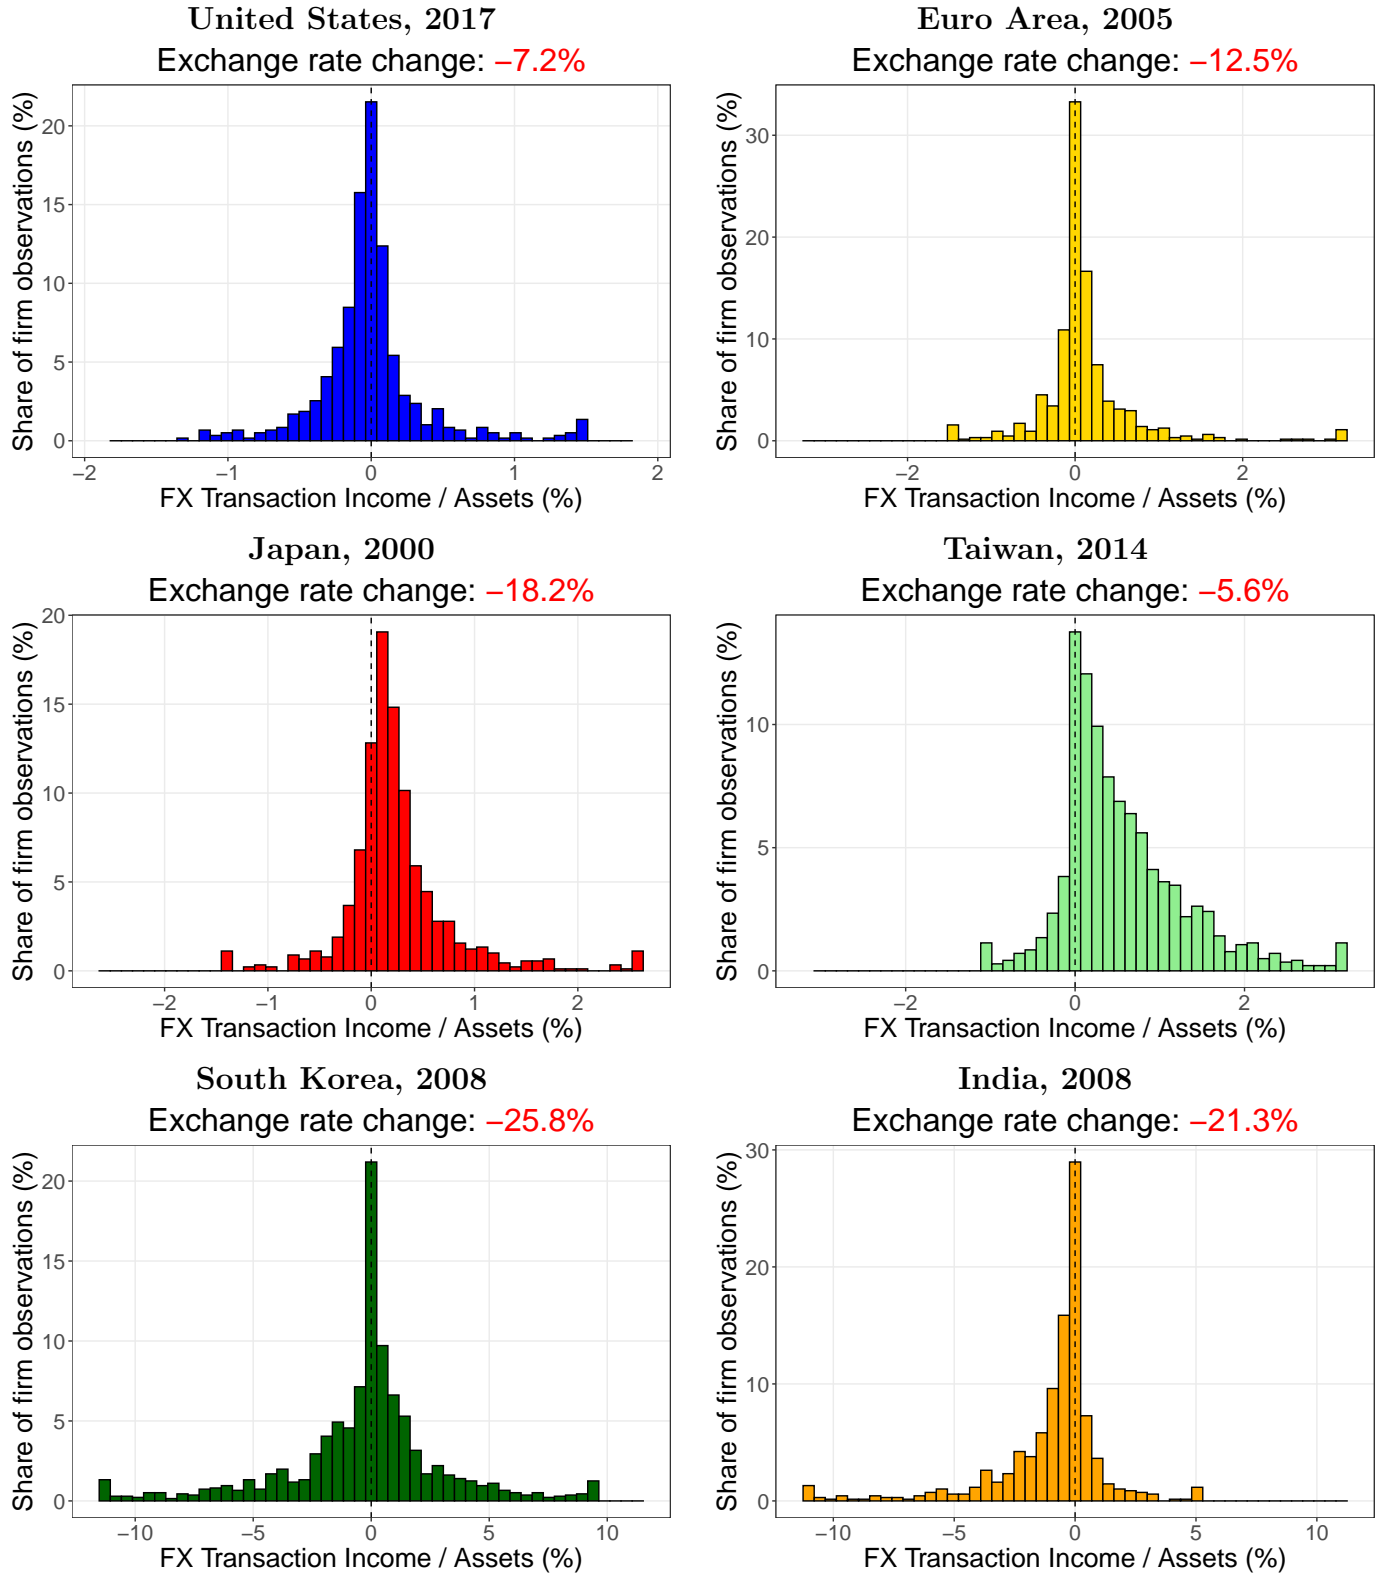 United States, 2017
Exchange rate change: −7.2%
Share of firm observations (%)
20
15
10
5
0
−2
−1
0
1
2
FX Transaction Income / Assets (%)
Euro Area, 2005
Exchange rate change: −12.5%
Share of firm observations (%)
30
20
10
0
−2
0
2
FX Transaction Income / Assets (%)
Japan, 2000
Exchange rate change: −18.2%
Share of firm observations (%)
20
15
10
5
0
−2
−1
0
1
2
FX Transaction Income / Assets (%)
Taiwan, 2014
Exchange rate change: −5.6%
Share of firm observations (%)
10
5
0
−2
0
2
FX Transaction Income / Assets (%)
South Korea, 2008
Exchange rate change: −25.8%
Share of firm observations (%)
20
15
10
5
0
−10
−5
0
5
10
FX Transaction Income / Assets (%)
India, 2008
Exchange rate change: −21.3%
Share of firm observations (%)
30
20
10
0
−10
−5
0
5
10
FX Transaction Income / Assets (%)